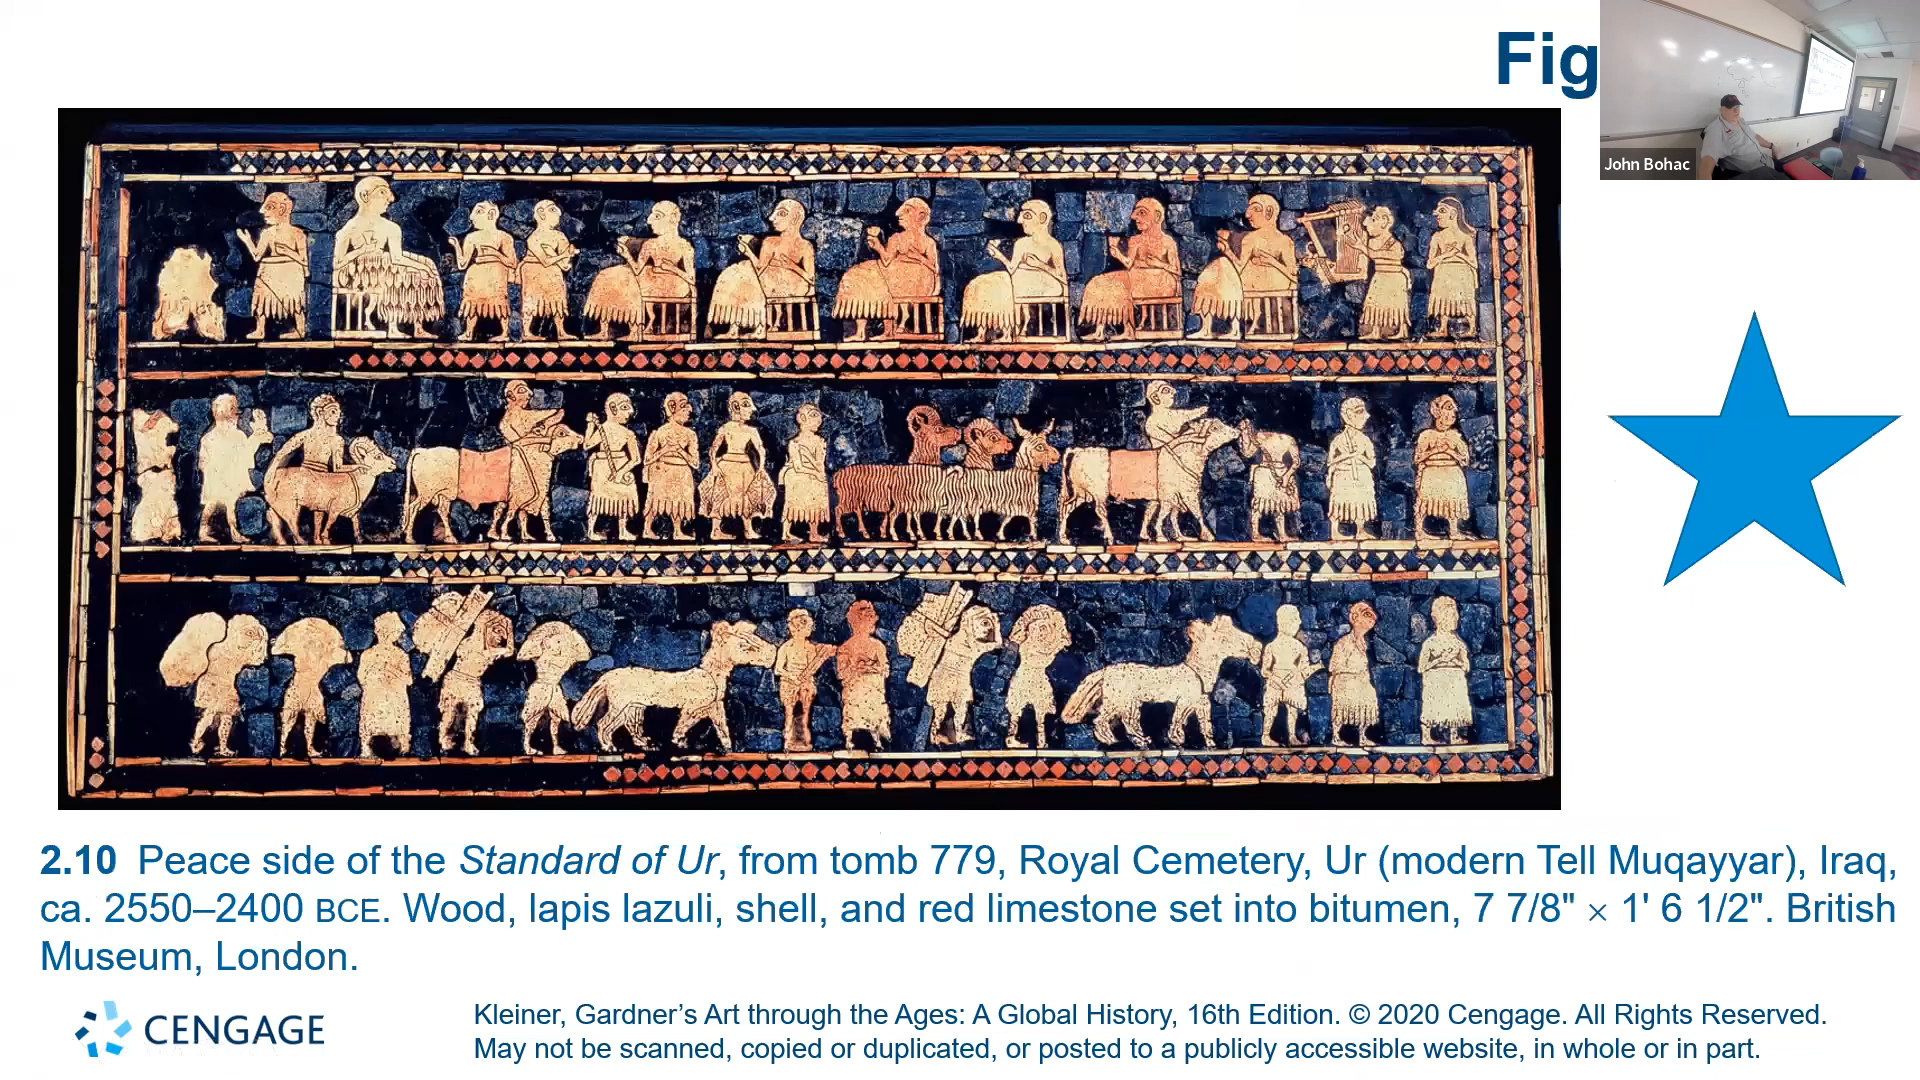 Fig
John Bohac
2.10 Peace side of the Standard of Ur, from tomb 779, Royal Cemetery, Ur (modern Tell Muqayyar), Iraq,
ca. 2550–2400 BCE. Wood, lapis lazuli, shell, and red limestone set into bitumen, 7 7/8" × 1' 6 1/2". British
Museum, London.
CENGAGE
Kleiner, Gardner’s Art through the Ages: A Global History, 16th Edition. © 2020 Cengage. All Rights Reserved.
May not be scanned, copied or duplicated, or posted to a publicly accessible website, in whole or in part.